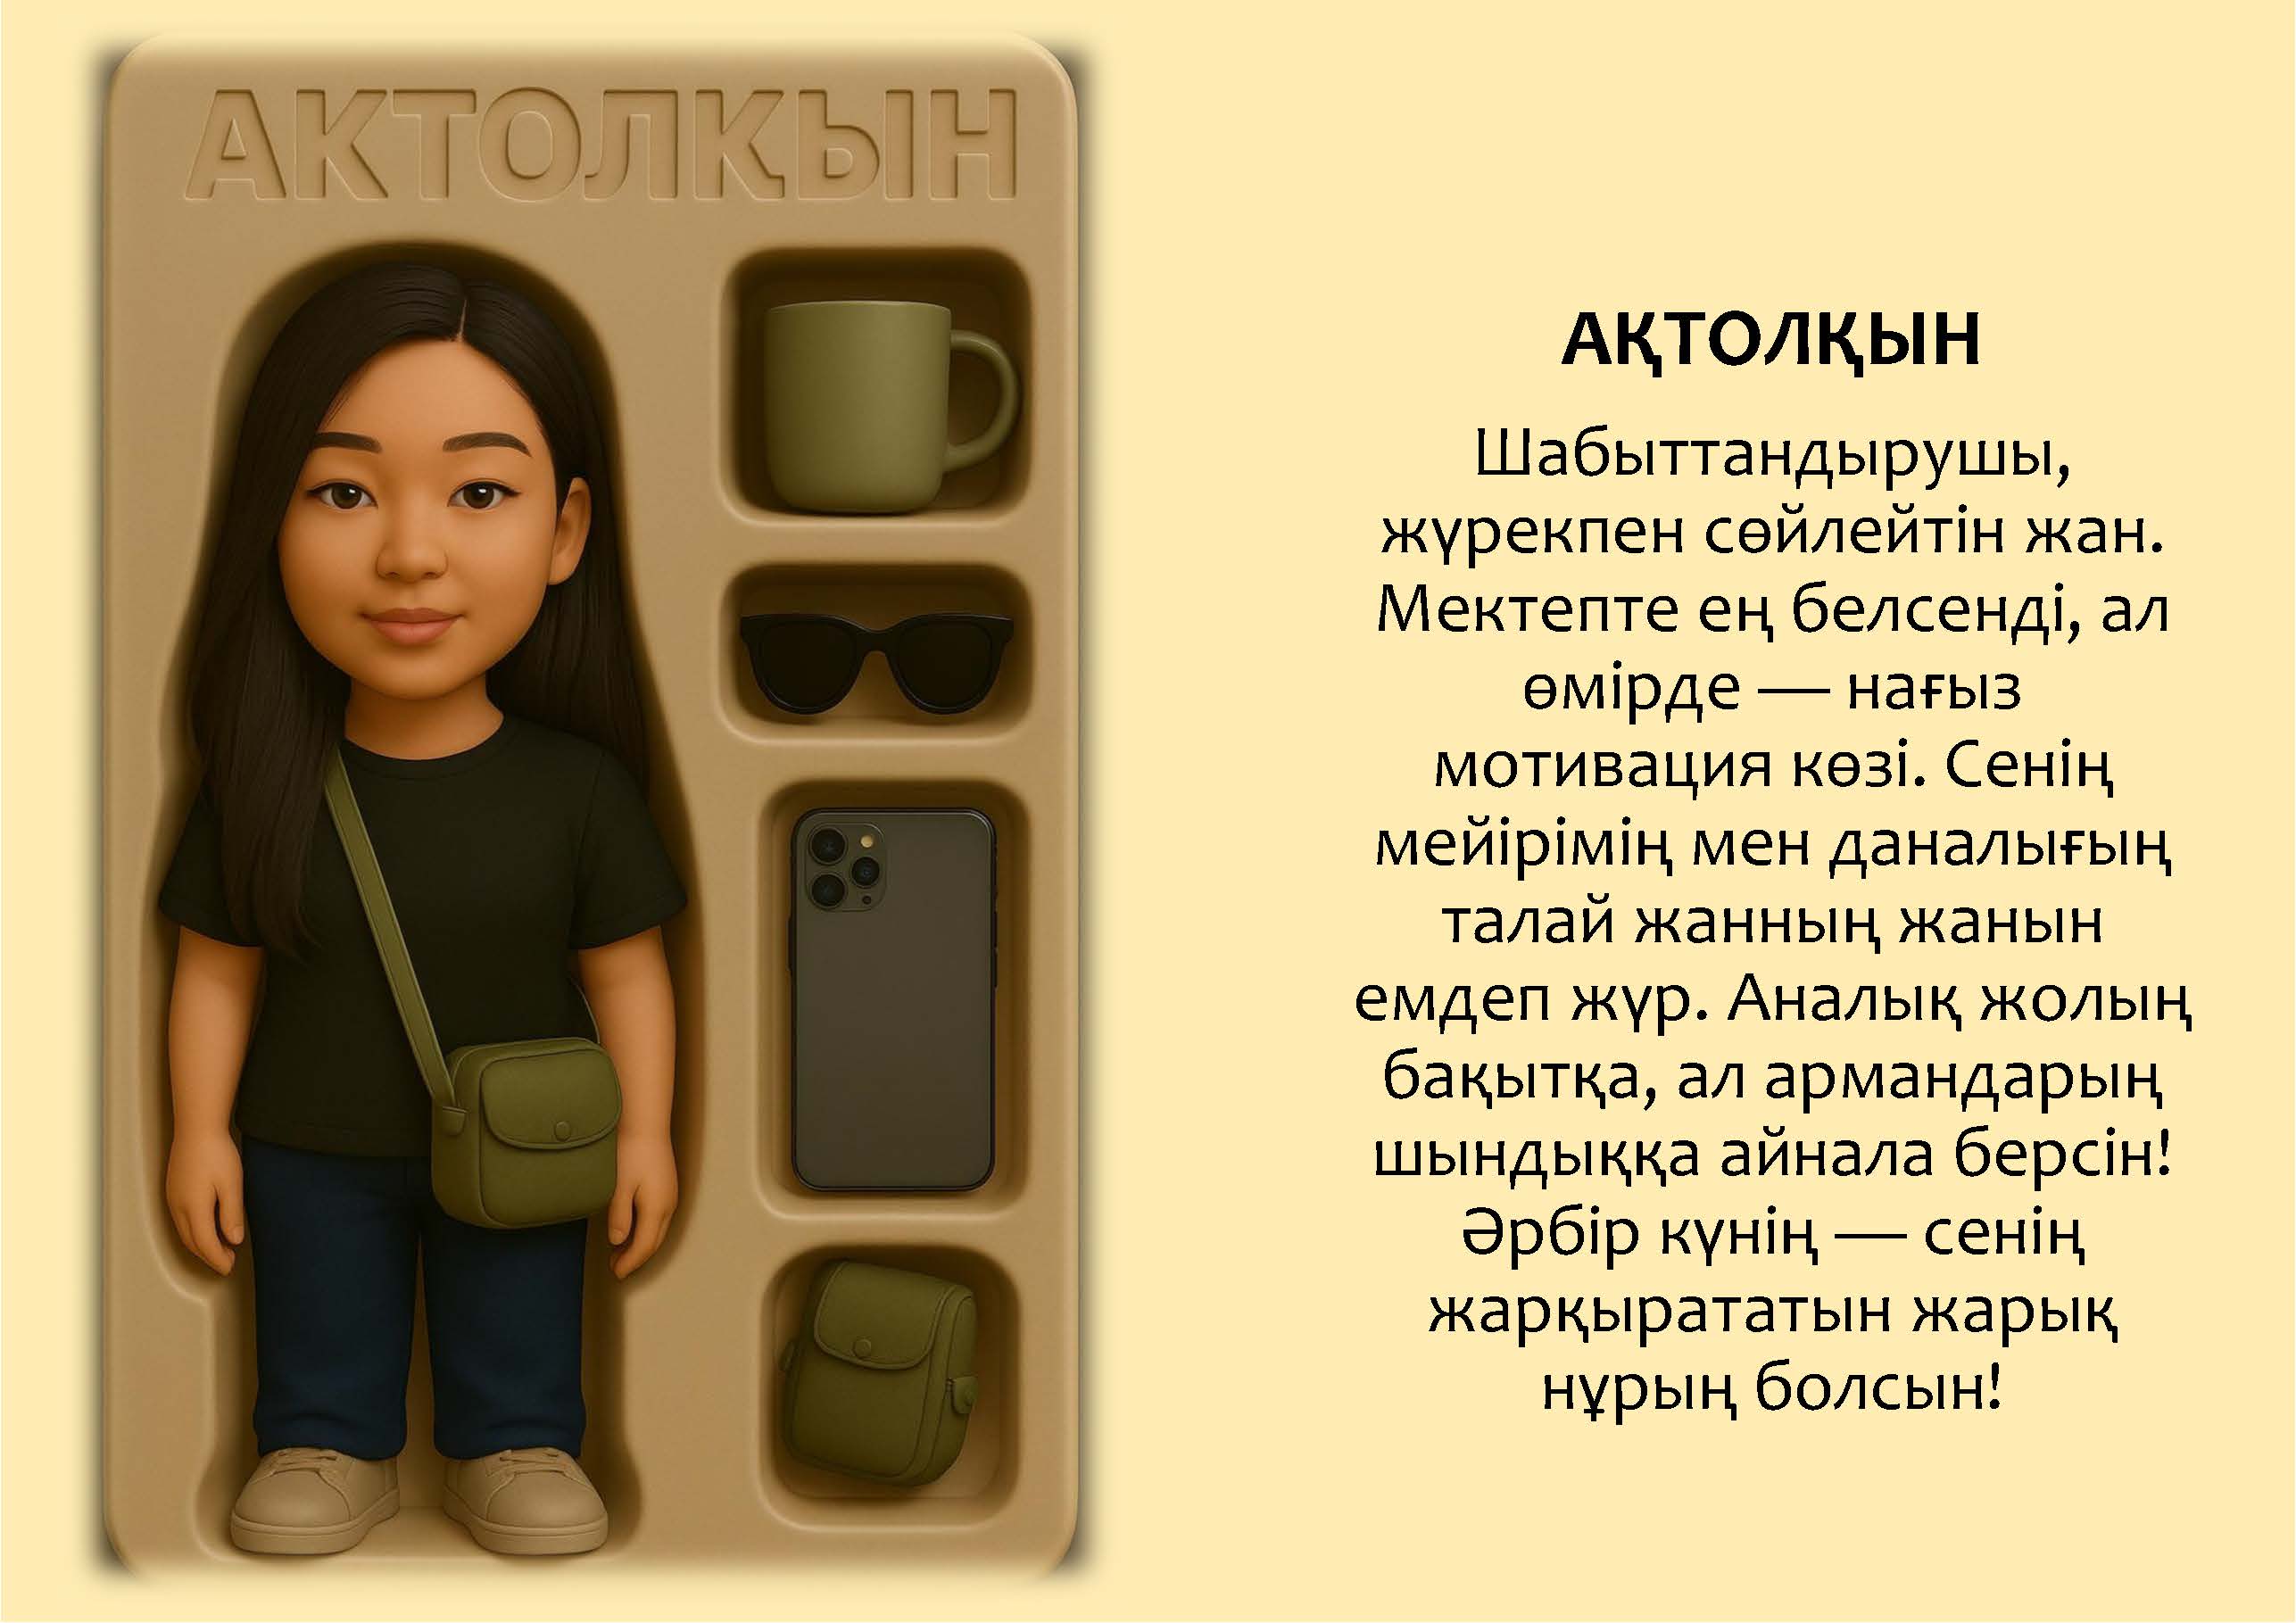 АКТОЛКЫН
АҚТОЛҚЫН
Шабыттандырушы,
жүрекпен сөйлейтін жан.
Мектепте ең белсенді, ал
өмірде — нағыз
мотивация көзі. Сенің
мейірімің мен даналығың
талай жанның жанын
емдеп жүр. Аналық жолың
бақытқа, ал армандарың
шындыққа айнала берсін!
Әрбір күнің — сенің
жарқырататын жарық
нұрың болсын!